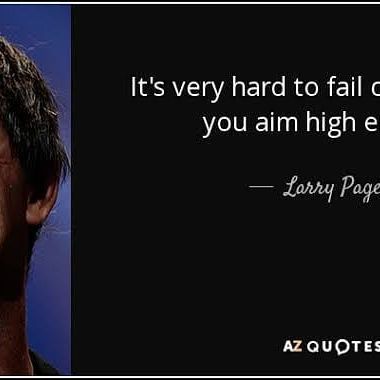 It's very hard to fail
you aim high
— Larry Page
AZ QUOTES